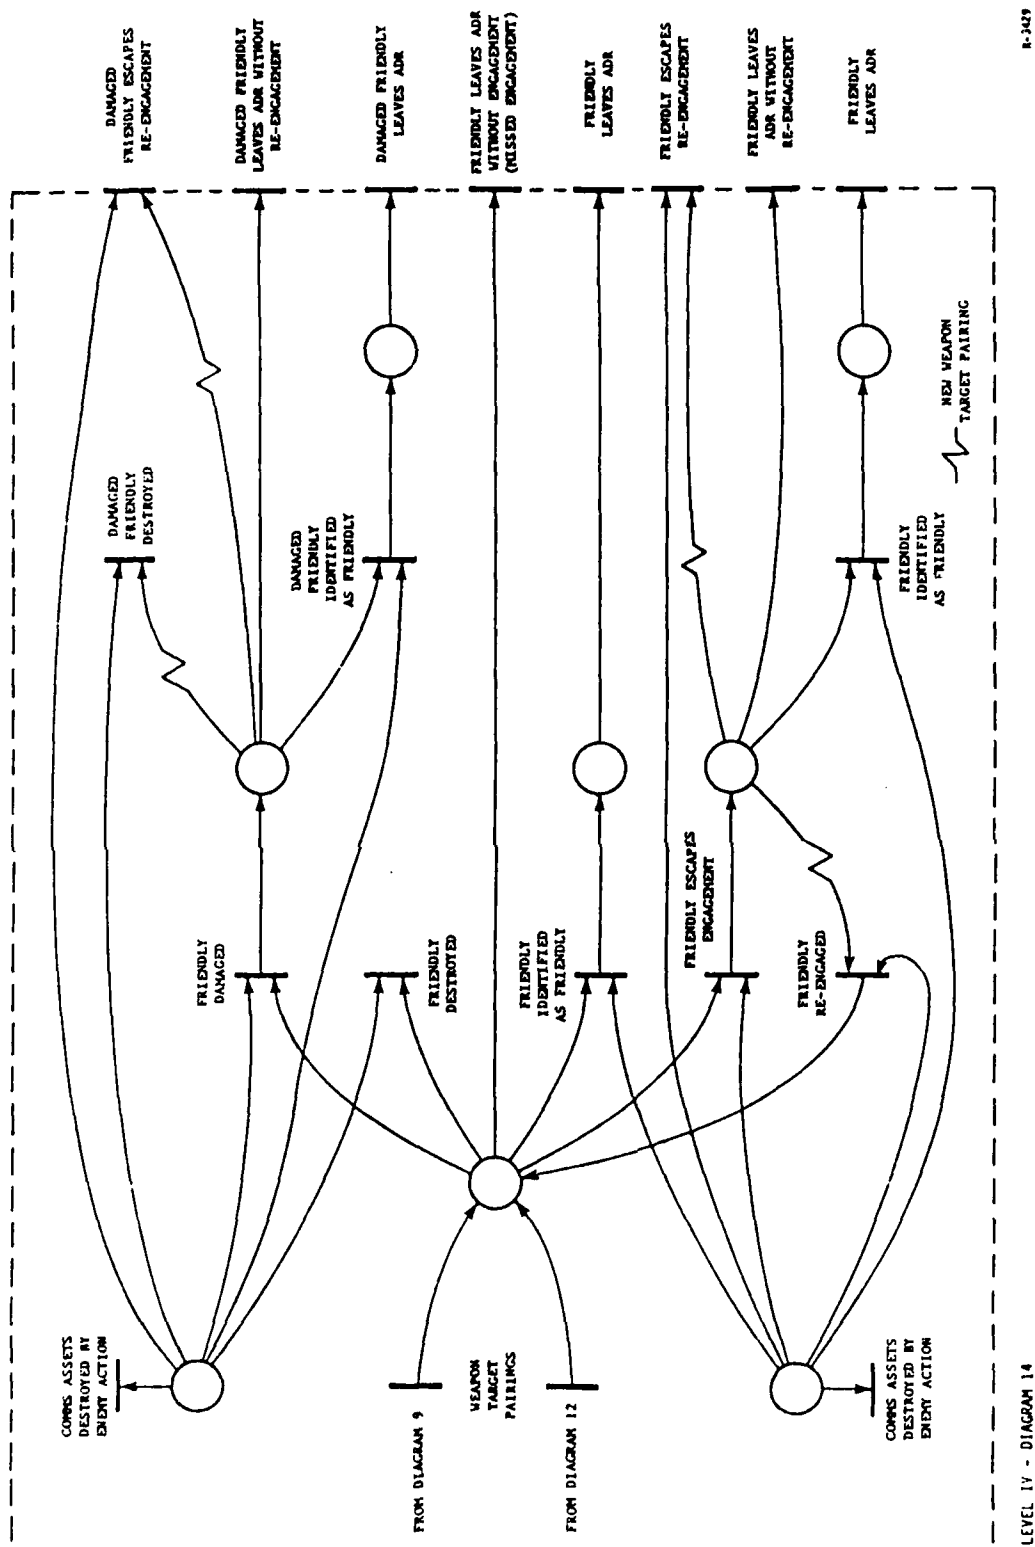 DAMAGED
FRIENDLY ESCAPES
RE-ENGAGEMENT
DAMAGED FRIENDLY
LEAVES ADR WITHOUT
RE-ENGAGEMENT
DAMAGED FRIENDLY
LEAVES ADR
FRIENDLY LEAVES ADR
WITHOUT ENGAGEMENT
(MISSED ENGAGEMENT)
FRIENDLY
LEAVES ADR
FRIENDLY ESCAPES
RE-ENGAGEMENT
FRIENDLY LEAVES
ADR WITHOUT
RE-ENGAGEMENT
FRIENDLY
LEAVES ADR
R-3429
DAMAGED
FRIENDLY
DESTROYED
DAMAGED
FRIENDLY
IDENTIFIED
AS FRIENDLY
FRIENDLY
IDENTIFIED
AS FRIENDLY
NEW WEAPON
TARGET PAIRING
FRIENDLY
DAMAGED
FRIENDLY
DESTROYED
FRIENDLY
IDENTIFIED
AS FRIENDLY
FRIENDLY ESCAPES
ENGAGEMENT
FRIENDLY
RE-ENGAGED
COMMS ASSETS
DESTROYED BY
ENEMY ACTION
FROM DIAGRAM 9
WEAPON
TARGET
PAIRINGS
FROM DIAGRAM 12
COMMS ASSETS
DESTROYED BY
ENEMY ACTION
LEVEL IV - DIAGRAM 14